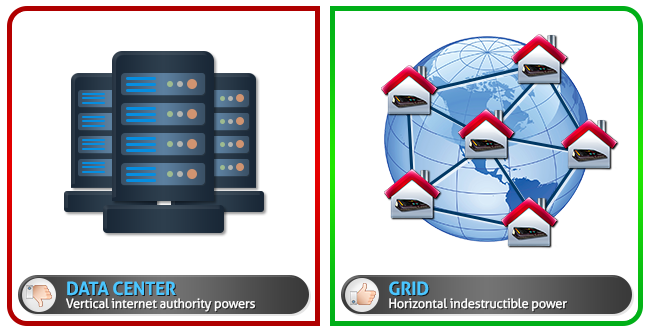 DATA CENTER
Vertical internet authority powers
GRID
Horizontal indestructible power